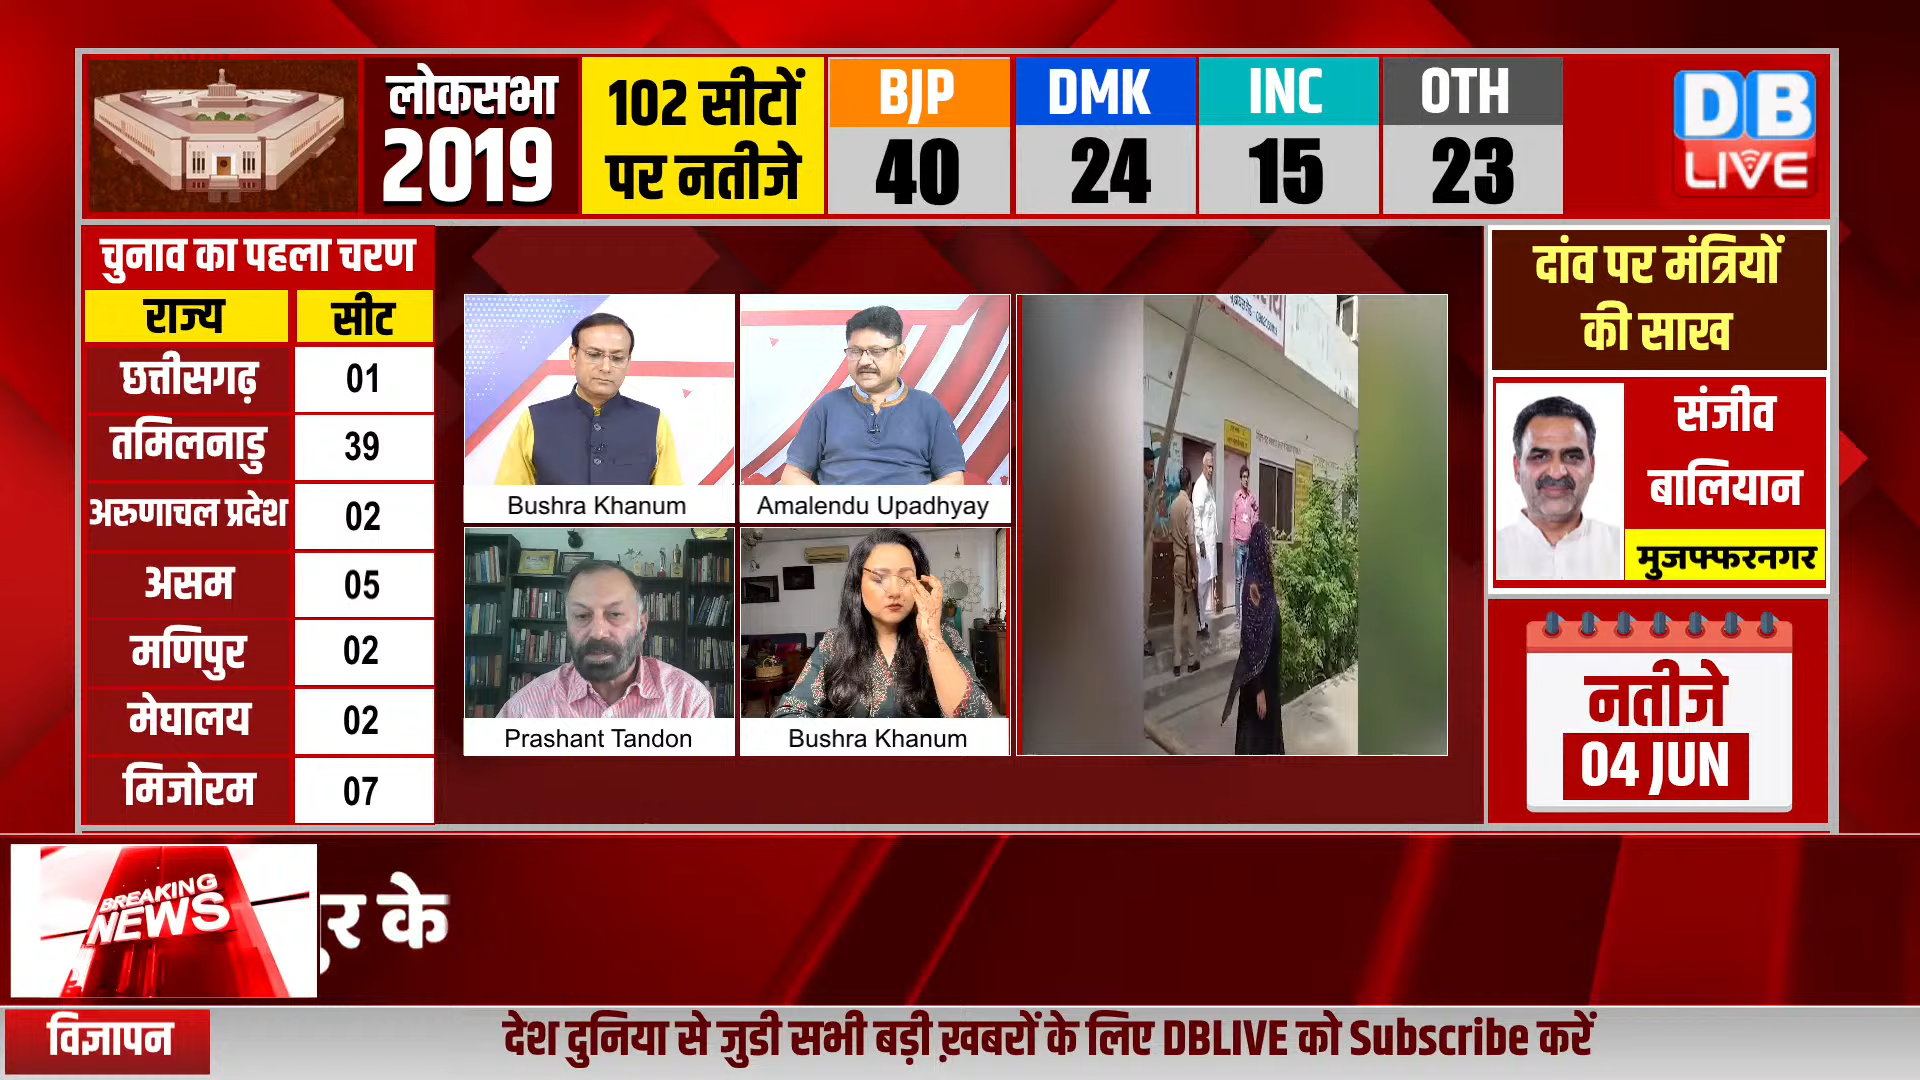 लोकसभा
2019
102 सीटों
पर नतीजे
BJP
40
DMK
24
INC
15
OTH
23
DB
LIVE
चुनाव का पहला चरण
राज्य
सीट
छत्तीसगढ़
01
तमिलनाडु
39
अरुणाचल प्रदेश
02
असम
05
मणिपुर
02
मेघालय
02
मिजोरम
07
Bushra Khanum
Amalendu Upadhyay
Prashant Tandon
Bushra Khanum
दांव पर मंत्रियों
की साख
संजीव
बालियान
मुजफ्फरनगर
नतीजे
04 JUN
BREAKING
NEWS
र के
विज्ञापन
देश दुनिया से जुडी सभी बड़ी ख़बरों के लिए DBLIVE को Subscribe करें